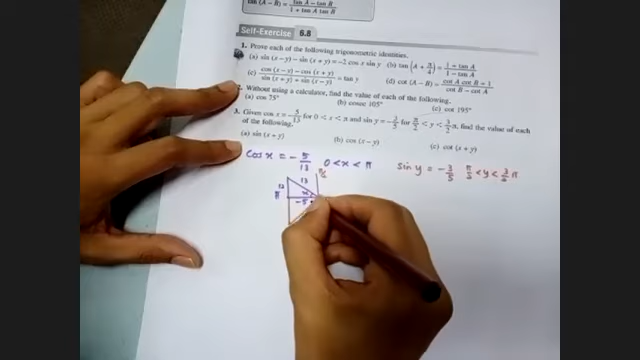 tan (A − B) = tan A − tan B / 1 + tan A tan B
Self-Exercise 6.8
1. Prove each of the following trigonometric identities.
(a) sin (x − y) − sin (x + y) = −2 cos x sin y (b) tan (A + π/4) = 1 + tan A / 1 − tan A
(c) cos (x − y) − cos (x + y) / sin (x + y) + sin (x − y) = tan y (d) cot (A − B) = cot A cot B + 1 / cot B − cot A
2. Without using a calculator, find the value of each of the following.
(a) cos 75° (b) cosec 105° (c) cot 195°
3. Given cos x = −5/13 for 0 < x < π and sin y = −3/5 for π/2 < y < 3/2 π, find the value of each
of the following.
(a) sin (x + y) (b) cos (x − y) (c) cot (x + y)
cos x = − 5/13 0 < x < π
sin y = − 3/5 π/2 < y < 3/2 π
13
12
π
x
−5